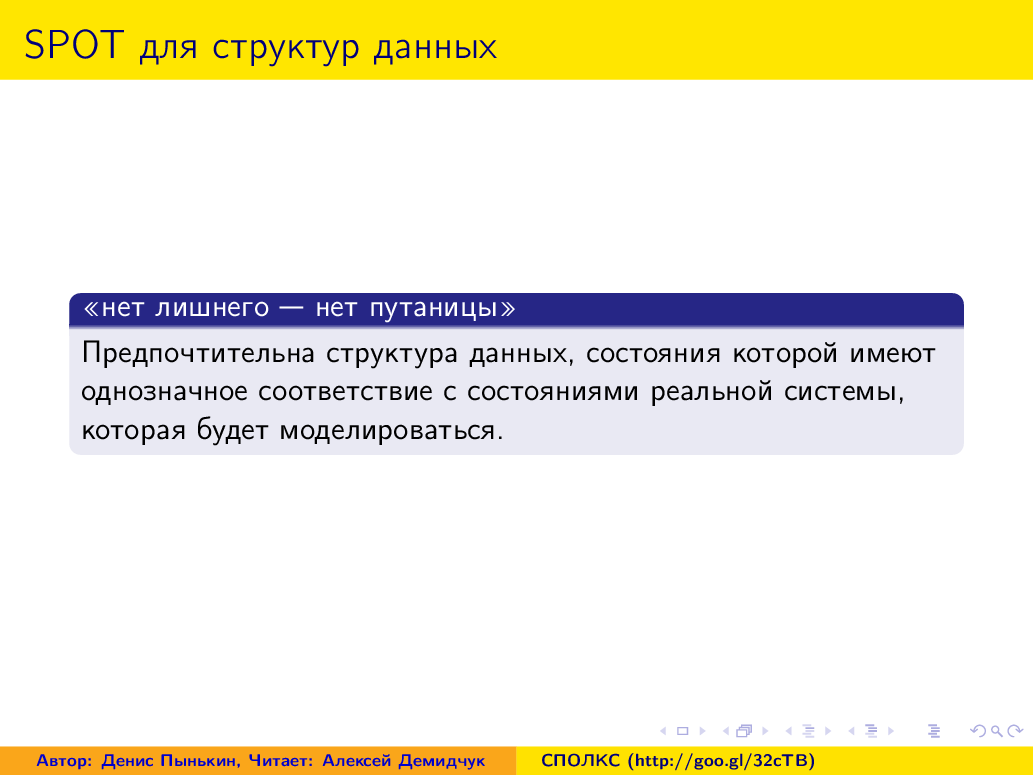 SPOT для структур данных
«нет лишнего — нет путаницы»
Предпочтительна структура данных, состояния которой имеют
однозначное соответствие с состояниями реальной системы,
которая будет моделироваться.
Автор: Денис Пынькин, Читает: Алексей Демидчук
СПОЛКС (http://goo.gl/32cTB)